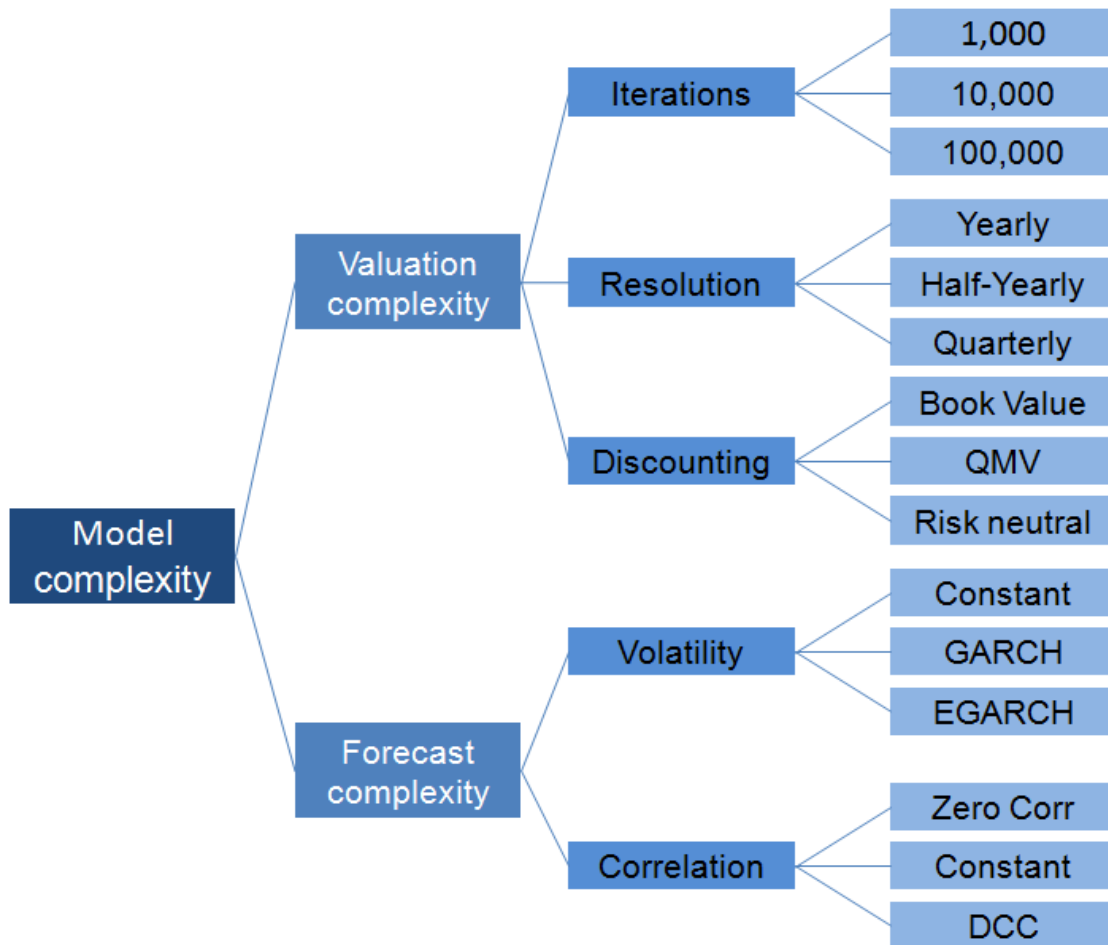 Model
complexity
Valuation
complexity
Forecast
complexity
Iterations
Resolution
Discounting
Volatility
Correlation
1,000
10,000
100,000
Yearly
Half-Yearly
Quarterly
Book Value
QMV
Risk neutral
Constant
GARCH
EGARCH
Zero Corr
Constant
DCC